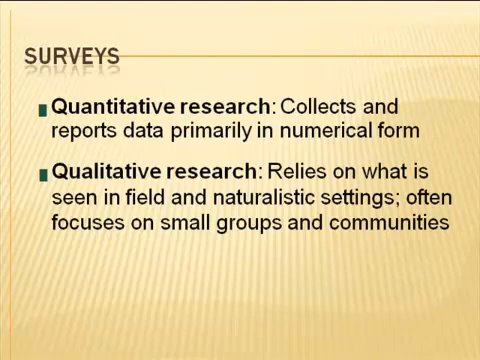 SURVEYS
Quantitative research: Collects and
reports data primarily in numerical form
Qualitative research: Relies on what is
seen in field and naturalistic settings; often
focuses on small groups and communities